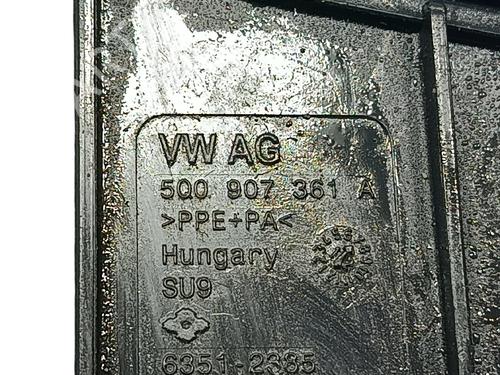 VW AG
5Q0 907 361 A
>PPE+PA<
Hungary
SU9
6351-2385